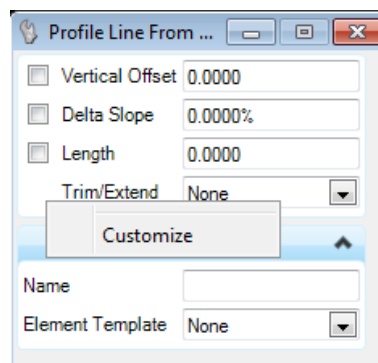 Profile Line From ...
Vertical Offset 0.0000
Delta Slope 0.0000%
Length 0.0000
Trim/Extend None
Customize
Name
Element Template None